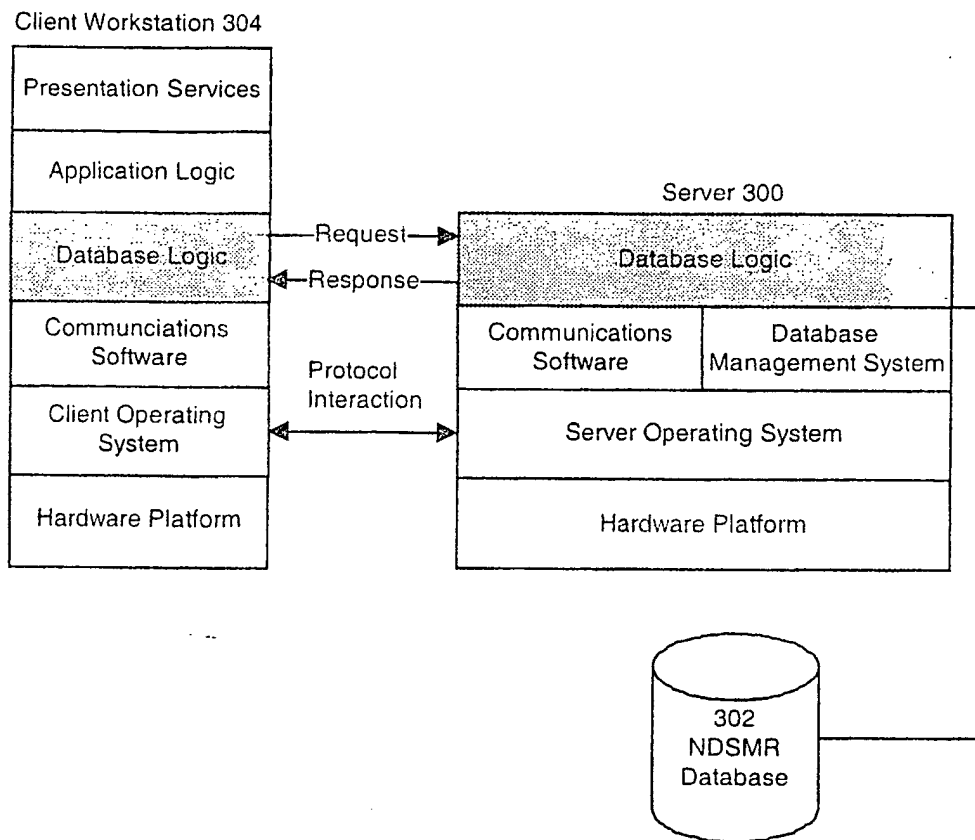 Client Workstation 304
Presentation Services
Application Logic
Database Logic
Communciations
Software
Client Operating
System
Hardware Platform
Request
Response
Protocol
Interaction
Server 300
Database Logic
Communications
Software
Database
Management System
Server Operating System
Hardware Platform
302
NDSMR
Database